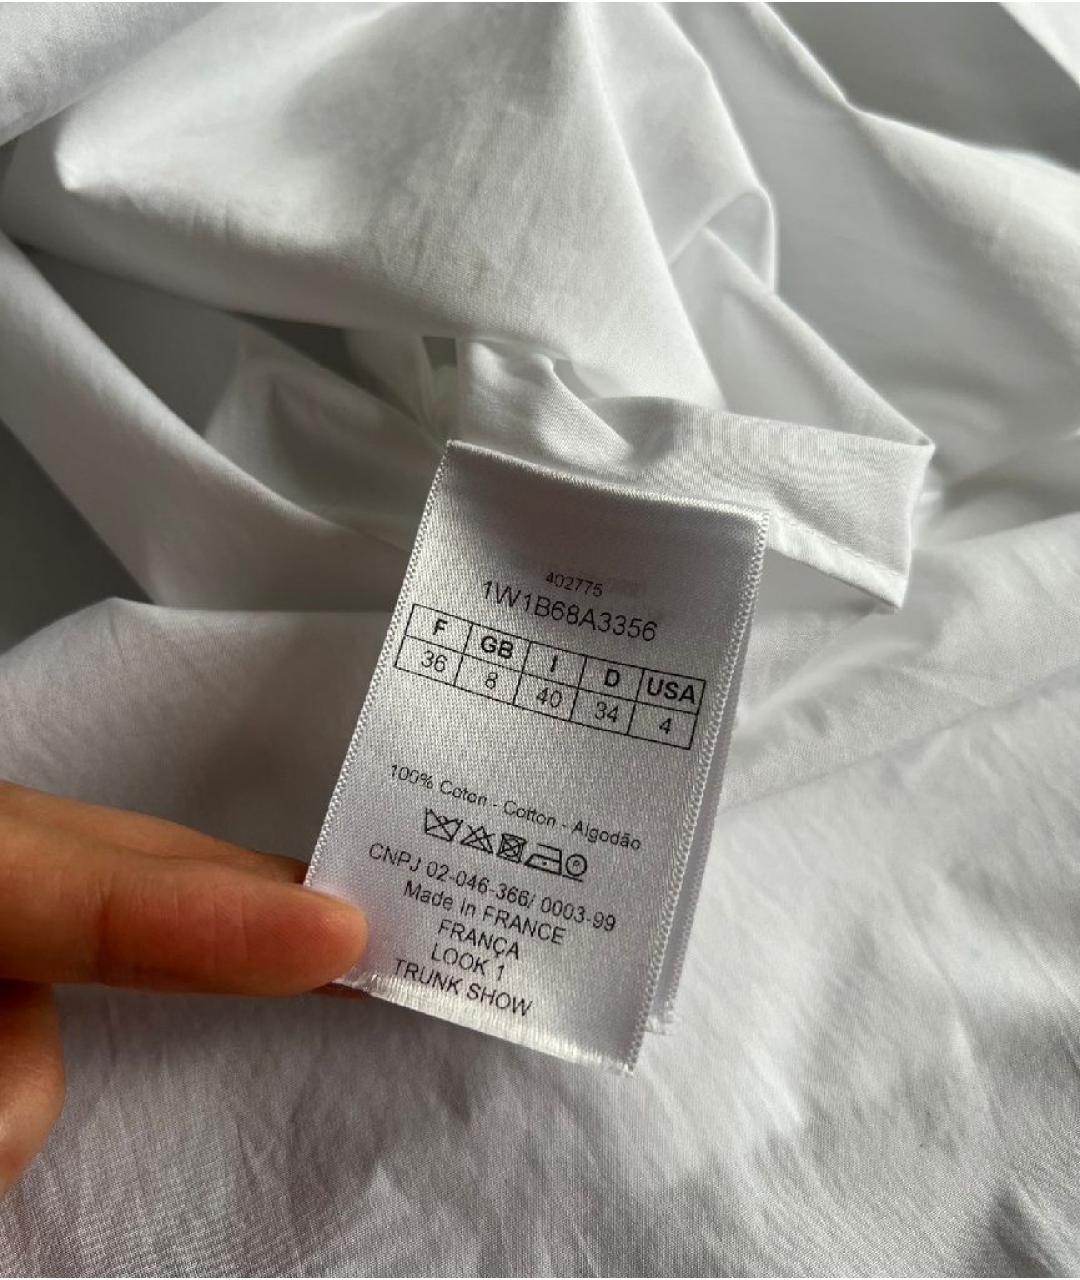 402775
1W1B68A3356
F GB I D USA
36 8 40 34 4
100% Coton - Cotton - Algodão
CNPJ 02-046-366/ 0003-99
Made in FRANCE
FRANÇA
LOOK 1
TRUNK SHOW